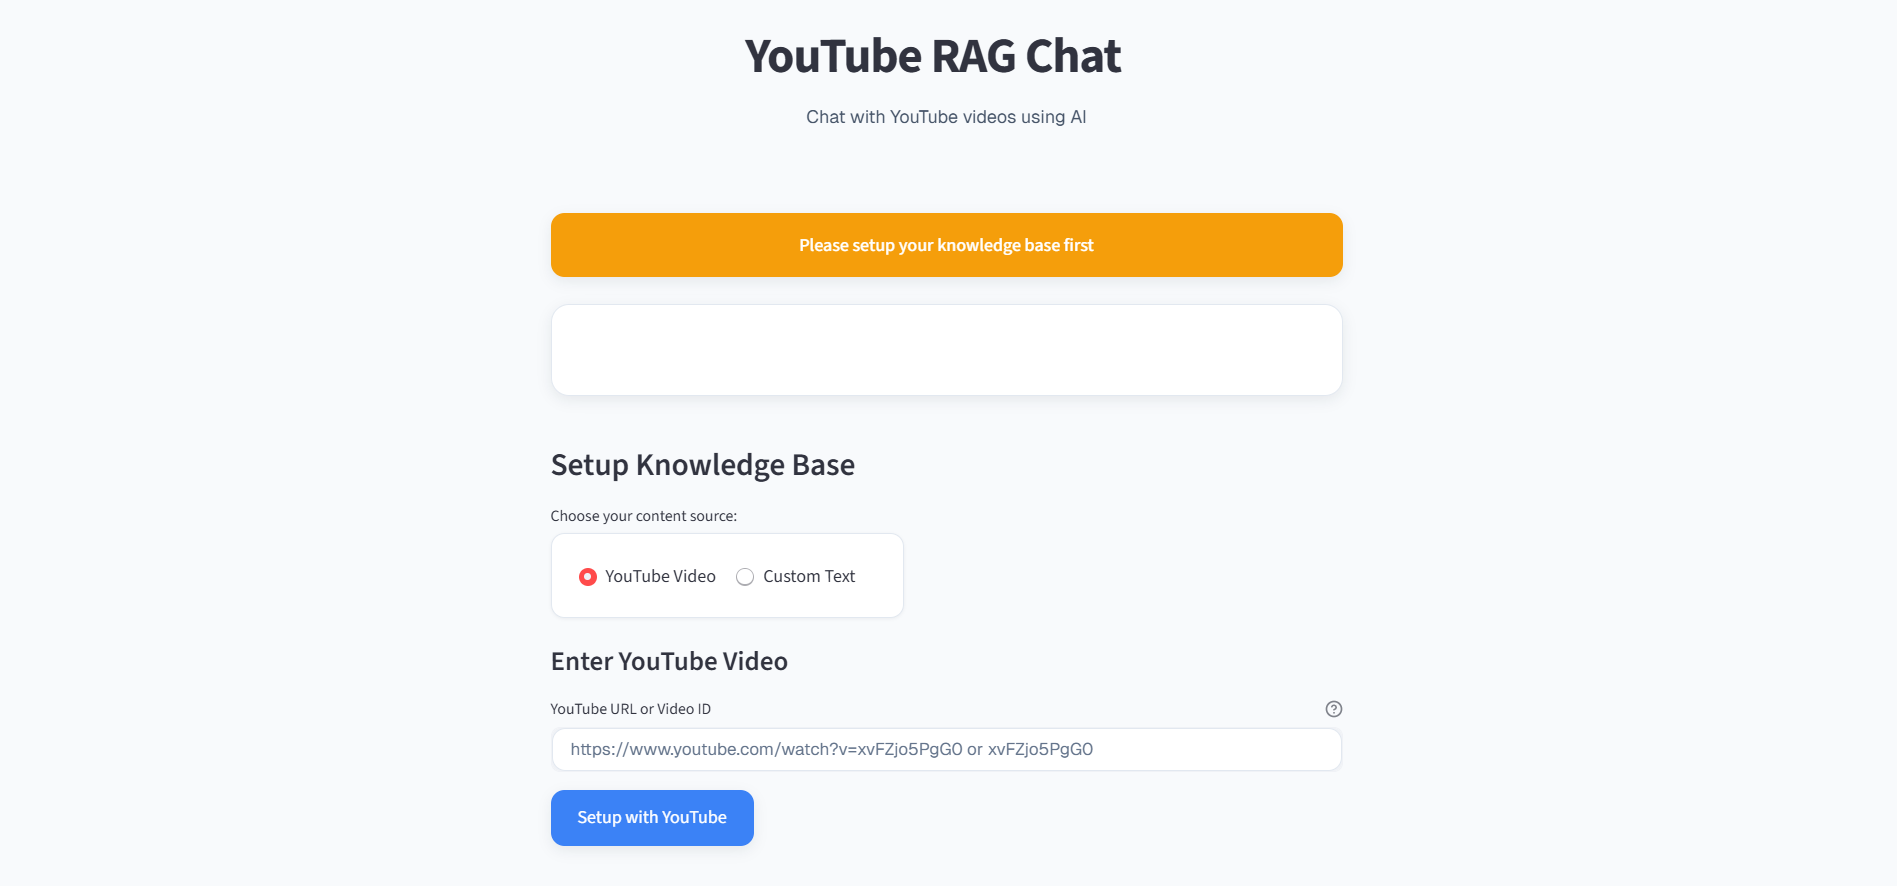 YouTube RAG Chat
Chat with YouTube videos using AI
Please setup your knowledge base first
Setup Knowledge Base
Choose your content source:
YouTube Video Custom Text
Enter YouTube Video
YouTube URL or Video ID
https://www.youtube.com/watch?v=xvFZjo5PgG0 or xvFZjo5PgG0
Setup with YouTube